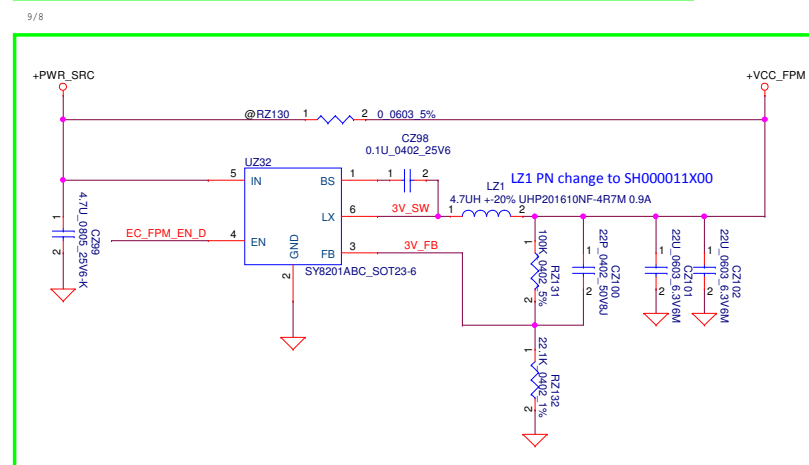 9/8
+PWR_SRC
+VCC_FPM
@RZ130 1 2 0_0603_5%
CZ98
0.1U_0402_25V6
UZ32
LZ1 PN change to SH000011X00
LZ1
4.7UH +-20% UHP201610NF-4R7M 0.9A
5 IN BS 1 1 2
LX 6 3V_SW 1 2
EC_FPM_EN_D 4 EN
FB 3 3V_FB
GND
2
SY8201ABC_SOT23-6
1
2
CZ99
4.7U_0805_25V6-K
1
2
RZ131
100K_0402_5%
1
2
CZ100
22P_0402_50V8J
1
2
CZ101
22U_0603_6.3V6M
1
2
CZ102
22U_0603_6.3V6M
1
2
RZ132
22.1K_0402_1%